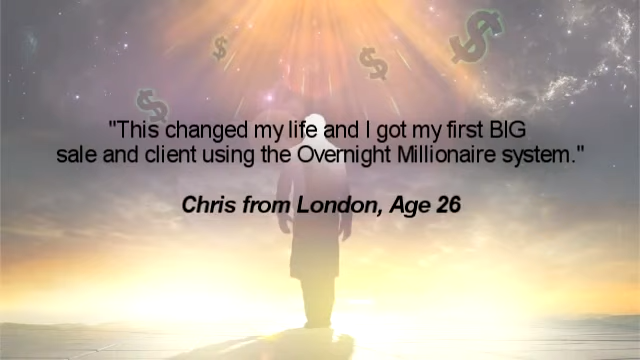 "This changed my life and I got my first BIG
sale and client using the Overnight Millionaire system."
Chris from London, Age 26